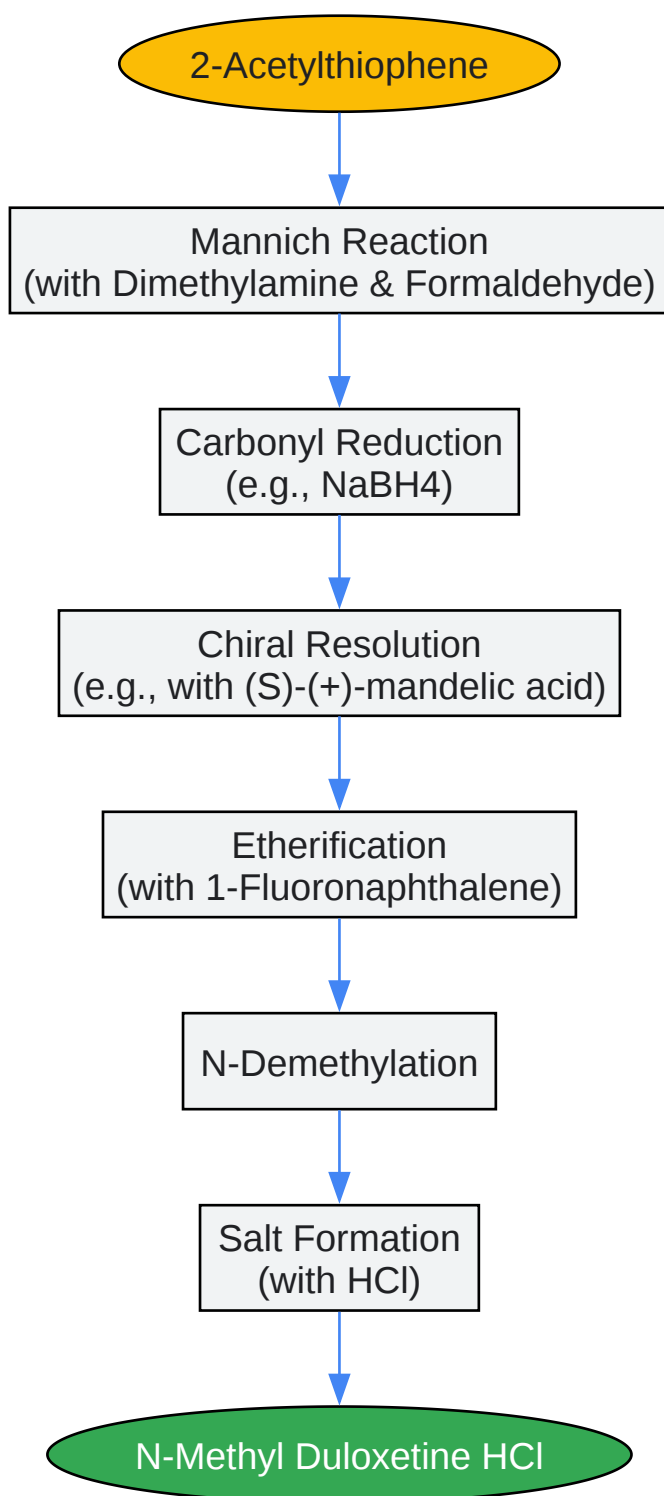 2-Acetylthiophene
Mannich Reaction
(with Dimethylamine & Formaldehyde)
Carbonyl Reduction
(e.g., NaBH4)
Chiral Resolution
(e.g., with (S)-(+)-mandelic acid)
Etherification
(with 1-Fluoronaphthalene)
N-Demethylation
Salt Formation
(with HCl)
N-Methyl Duloxetine HCl